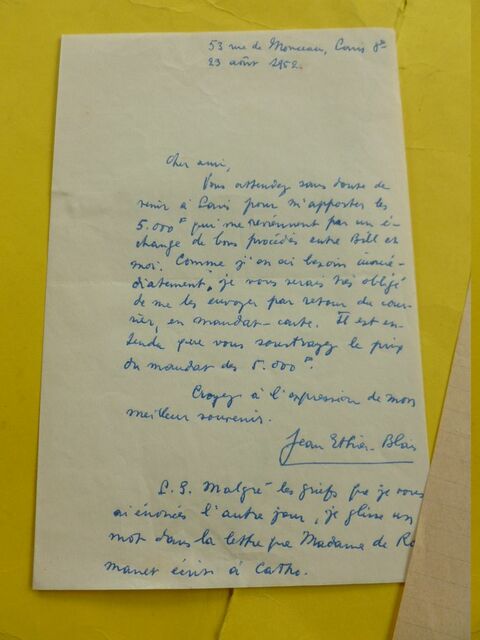 53 rue de Monceau, Paris 8e
23 août 1952.
Cher ami,
Vous attendez sans doute de
venir à Paris pour m'apporter les
5.000F qui me reviennent par un é-
change de bons procédés entre Bill et
moi. Comme j'en ai besoin immé-
diatement, je vous serais très obligé
de me les envoyer par retour du cour-
rier, en mandat-carte. Il est en-
tendu que vous soustrayez le prix
du mandat des 5.000F.
Croyez à l'expression de mon
meilleur souvenir.
Jean Ethier-Blais
P.S. Malgré les griefs que je vous
ai énoncés l'autre jour, je glisse un
mot dans la lettre que Madame de Ro
manet écrit à